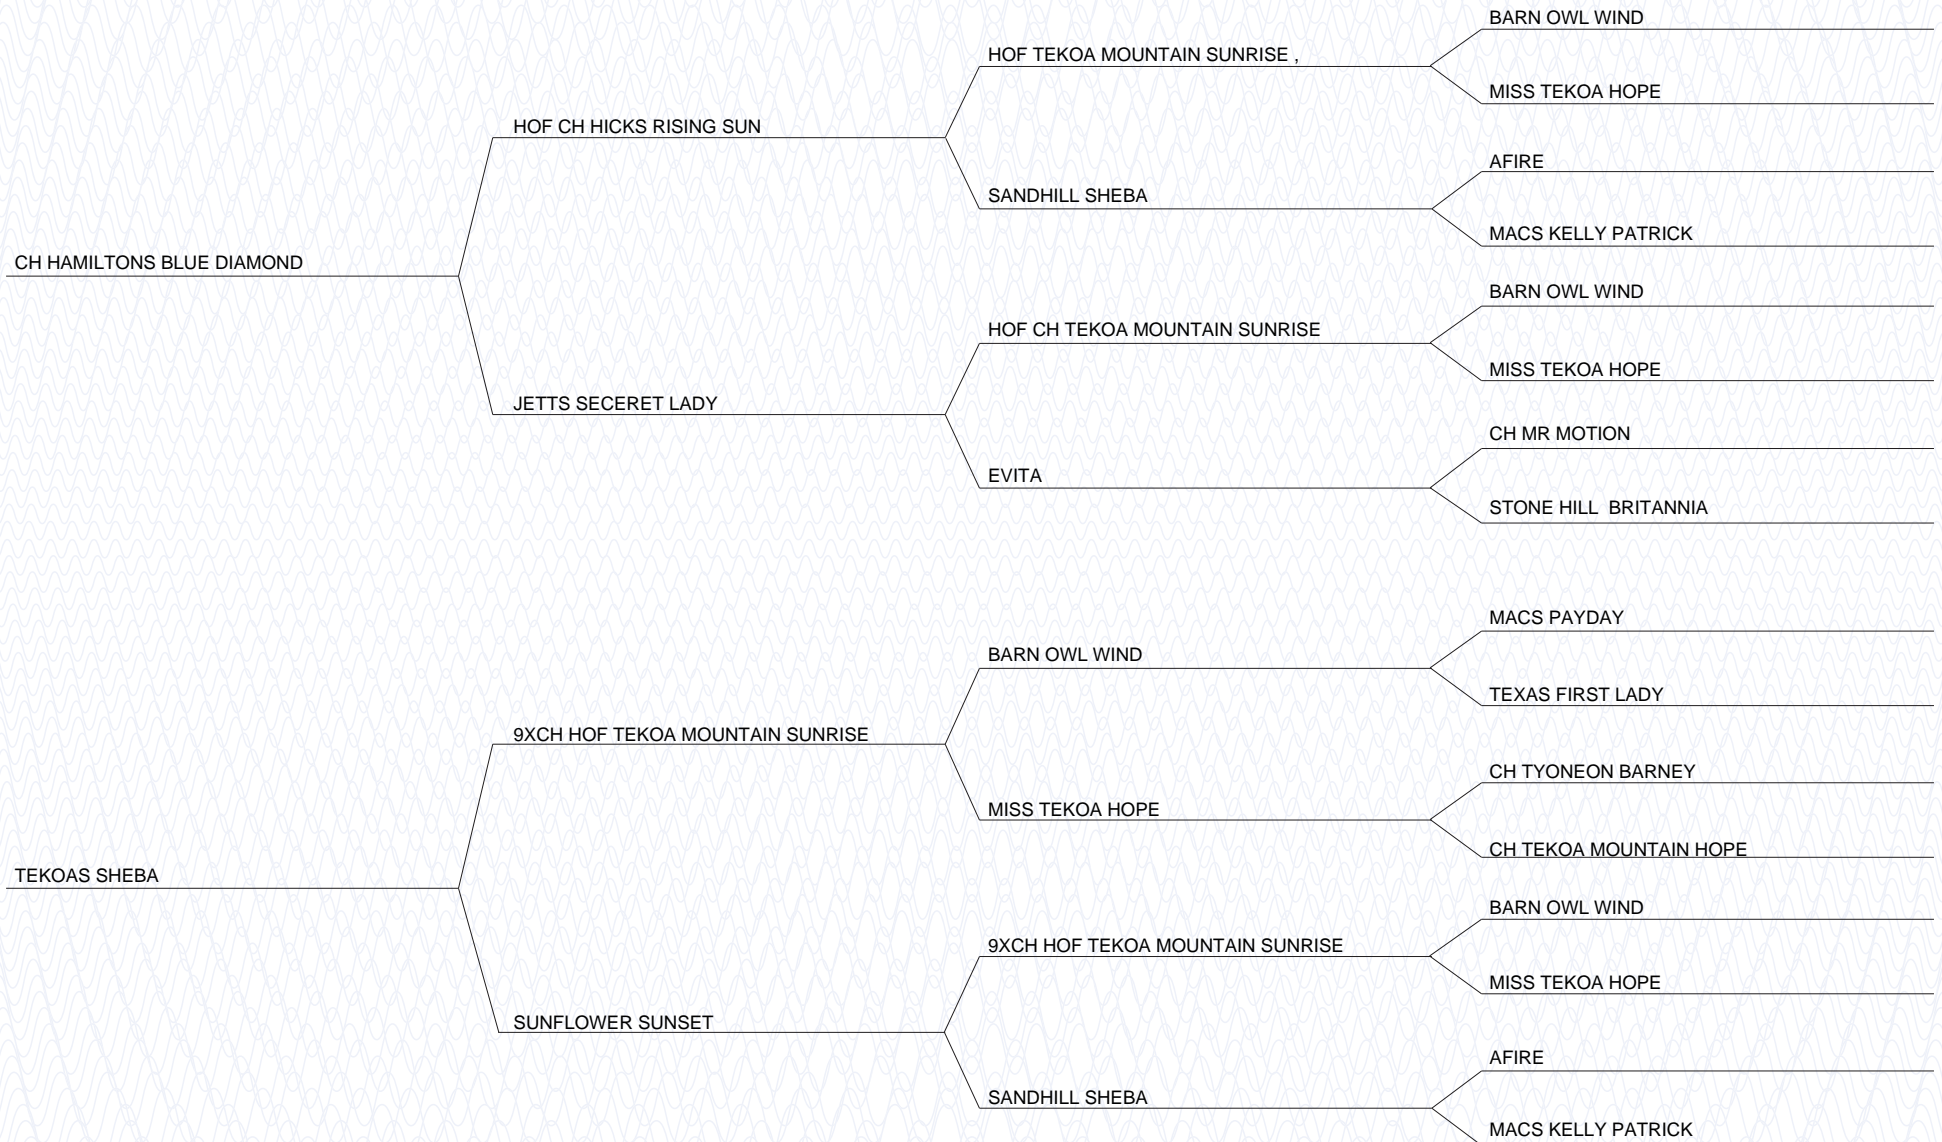 BARN OWL WIND
HOF TEKOA MOUNTAIN SUNRISE ,
MISS TEKOA HOPE
HOF CH HICKS RISING SUN
AFIRE
SANDHILL SHEBA
MACS KELLY PATRICK
CH HAMILTONS BLUE DIAMOND
BARN OWL WIND
HOF CH TEKOA MOUNTAIN SUNRISE
MISS TEKOA HOPE
JETTS SECERET LADY
CH MR MOTION
EVITA
STONE HILL  BRITANNIA
MACS PAYDAY
BARN OWL WIND
TEXAS FIRST LADY
9XCH HOF TEKOA MOUNTAIN SUNRISE
CH TYONEON BARNEY
MISS TEKOA HOPE
CH TEKOA MOUNTAIN HOPE
TEKOAS SHEBA
BARN OWL WIND
9XCH HOF TEKOA MOUNTAIN SUNRISE
MISS TEKOA HOPE
SUNFLOWER SUNSET
AFIRE
SANDHILL SHEBA
MACS KELLY PATRICK